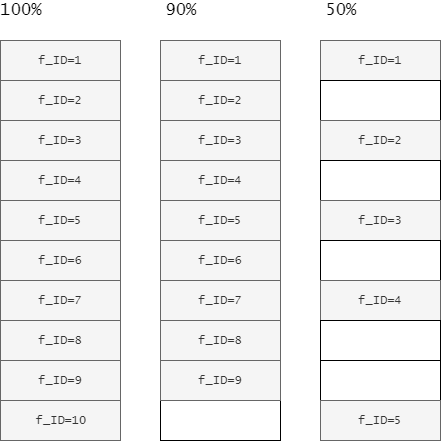 100%
90%
50%
f_ID=1
f_ID=1
f_ID=1
f_ID=2
f_ID=2
f_ID=3
f_ID=3
f_ID=2
f_ID=4
f_ID=4
f_ID=5
f_ID=5
f_ID=3
f_ID=6
f_ID=6
f_ID=7
f_ID=7
f_ID=4
f_ID=8
f_ID=8
f_ID=9
f_ID=9
f_ID=10
f_ID=5